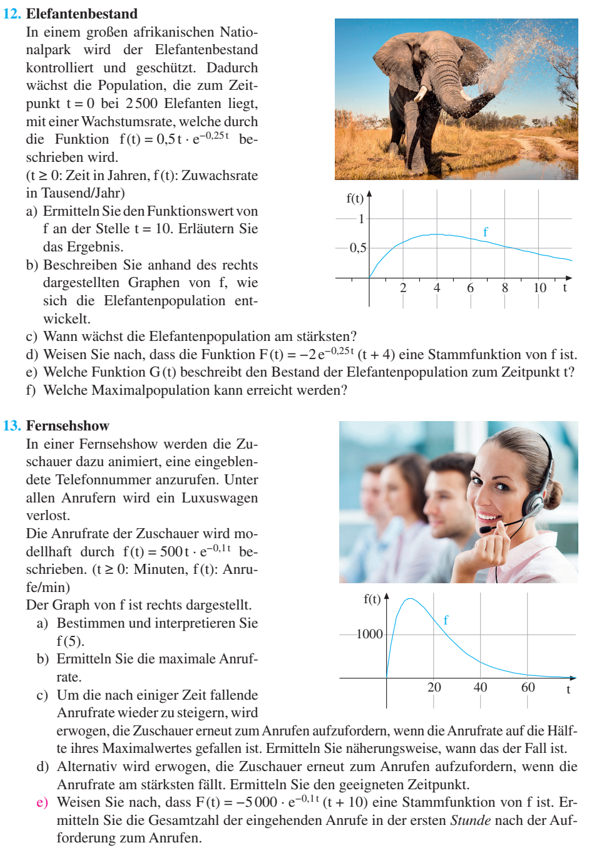 12. Elefantenbestand
In einem großen afrikanischen Natio-
nalpark wird der Elefantenbestand
kontrolliert und geschützt. Dadurch
wächst die Population, die zum Zeit-
punkt t = 0 bei 2 500 Elefanten liegt,
mit einer Wachstumsrate, welche durch
die Funktion f(t) = 0,5 t · e^−0,25 t be-
schrieben wird.
(t ≥ 0: Zeit in Jahren, f(t): Zuwachsrate
in Tausend/Jahr)
a) Ermitteln Sie den Funktionswert von
f an der Stelle t = 10. Erläutern Sie
das Ergebnis.
b) Beschreiben Sie anhand des rechts
dargestellten Graphen von f, wie
sich die Elefantenpopulation ent-
wickelt.
f(t)
1
f
0,5
2 4 6 8 10 t
c) Wann wächst die Elefantenpopulation am stärksten?
d) Weisen Sie nach, dass die Funktion F(t) = −2 e^−0,25 t (t + 4) eine Stammfunktion von f ist.
e) Welche Funktion G(t) beschreibt den Bestand der Elefantenpopulation zum Zeitpunkt t?
f) Welche Maximalpopulation kann erreicht werden?
13. Fernsehshow
In einer Fernsehshow werden die Zu-
schauer dazu animiert, eine eingeblen-
dete Telefonnummer anzurufen. Unter
allen Anrufern wird ein Luxuswagen
verlost.
Die Anrufrate der Zuschauer wird mo-
dellhaft durch f(t) = 500 t · e^−0,1 t be-
schrieben. (t ≥ 0: Minuten, f(t): Anru-
fe/min)
Der Graph von f ist rechts dargestellt.
a) Bestimmen und interpretieren Sie
f(5).
b) Ermitteln Sie die maximale Anruf-
rate.
c) Um die nach einiger Zeit fallende
Anrufrate wieder zu steigern, wird
f(t)
f
1000
20 40 60 t
erwogen, die Zuschauer erneut zum Anrufen aufzufordern, wenn die Anrufrate auf die Hälf-
te ihres Maximalwertes gefallen ist. Ermitteln Sie näherungsweise, wann das der Fall ist.
d) Alternativ wird erwogen, die Zuschauer erneut zum Anrufen aufzufordern, wenn die
Anrufrate am stärksten fällt. Ermitteln Sie den geeigneten Zeitpunkt.
e) Weisen Sie nach, dass F(t) = −5 000 · e^−0,1 t (t + 10) eine Stammfunktion von f ist. Er-
mitteln Sie die Gesamtzahl der eingehenden Anrufe in der ersten Stunde nach der Auf-
forderung zum Anrufen.